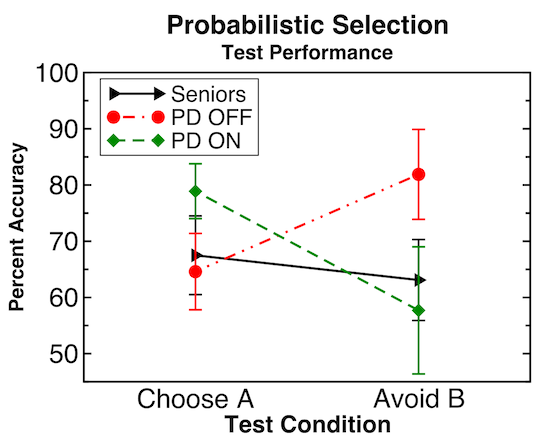 Probabilistic Selection
Test Performance
Percent Accuracy
100
90
80
70
60
50
Seniors
PD OFF
PD ON
Choose A
Avoid B
Test Condition